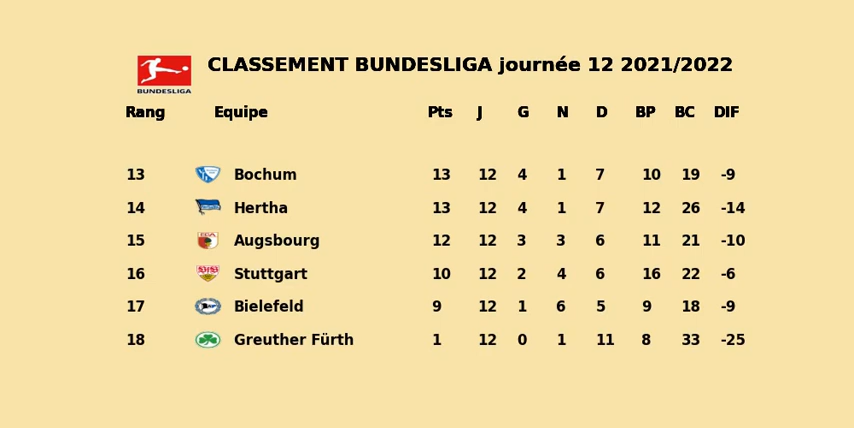 CLASSEMENT BUNDESLIGA journée 12 2021/2022
BUNDESLIGA
Rang Equipe Pts J G N D BP BC DIF
13 Bochum 13 12 4 1 7 10 19 -9
14 Hertha 13 12 4 1 7 12 26 -14
15 Augsbourg 12 12 3 3 6 11 21 -10
16 Stuttgart 10 12 2 4 6 16 22 -6
17 Bielefeld 9 12 1 6 5 9 18 -9
18 Greuther Fürth 1 12 0 1 11 8 33 -25